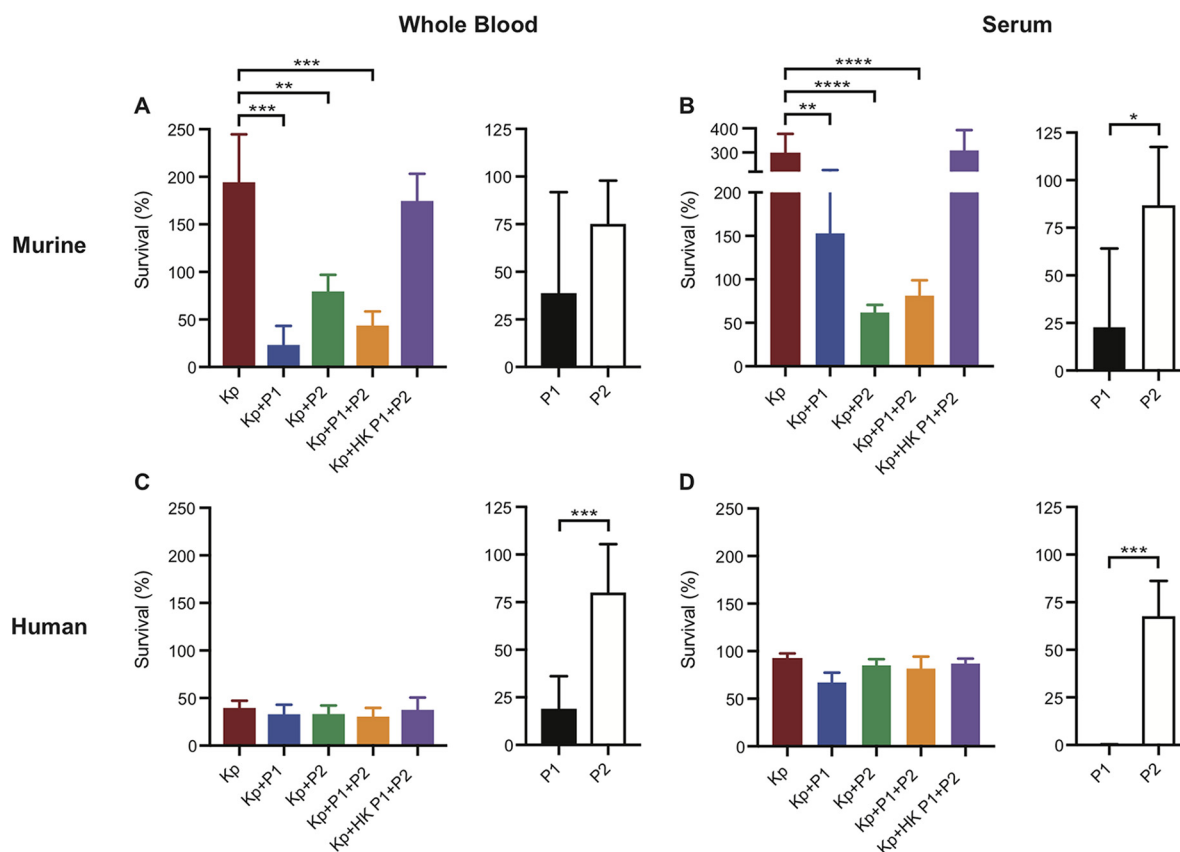 Whole Blood
Serum
Murine
Human
A
***
**
***
Survival (%)
250
200
150
100
50
0
Kp
Kp+P1
Kp+P2
Kp+P1+P2
Kp+HK P1+P2
125
100
75
50
25
0
P1
P2
B
****
****
**
Survival (%)
400
300
200
150
100
50
0
Kp
Kp+P1
Kp+P2
Kp+P1+P2
Kp+HK P1+P2
*
125
100
75
50
25
0
P1
P2
C
Survival (%)
250
200
150
100
50
0
Kp
Kp+P1
Kp+P2
Kp+P1+P2
Kp+HK P1+P2
***
125
100
75
50
25
0
P1
P2
D
Survival (%)
250
200
150
100
50
0
Kp
Kp+P1
Kp+P2
Kp+P1+P2
Kp+HK P1+P2
***
125
100
75
50
25
0
P1
P2